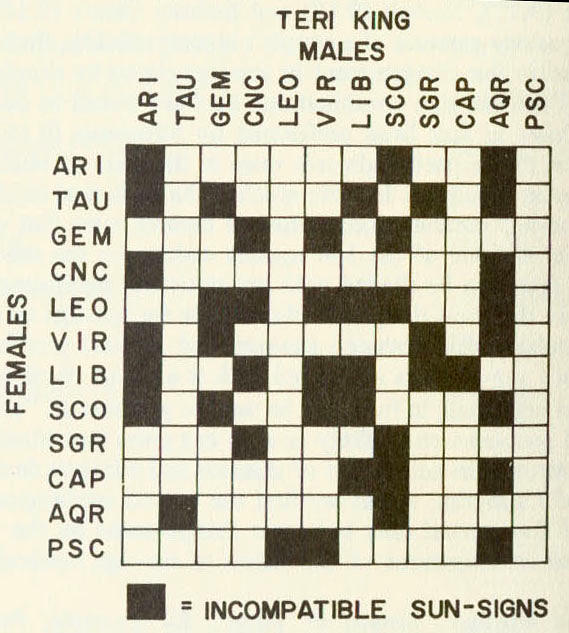 TERI KING
MALES
AR
TAU
GEM
CNC
LEO
VIR
LIB
SCO
SGR
CAP
AQR
PSC
FEMALES
ARI
TAU
GEM
CNC
LEO
VIR
LIB
SCO
SGR
CAP
AQR
PSC
= INCOMPATIBLE SUN-SIGNS